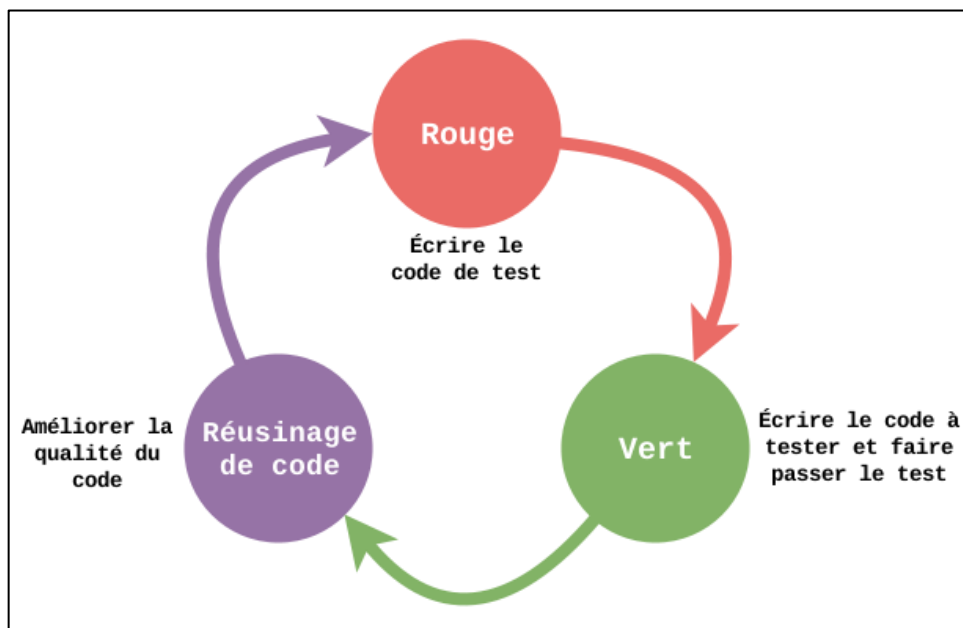 Rouge
Écrire le
code de test
Améliorer la
qualité du
code
Réusinage
de code
Vert
Écrire le code à
tester et faire
passer le test